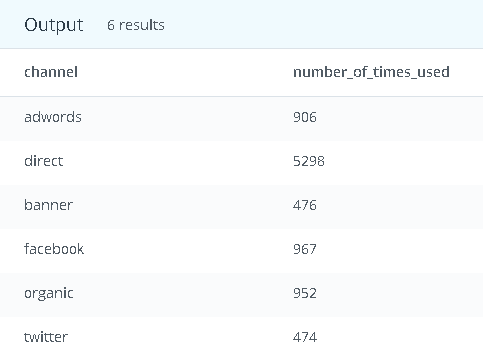 Output 6 results
channel number_of_times_used
adwords 906
direct 5298
banner 476
facebook 967
organic 952
twitter 474